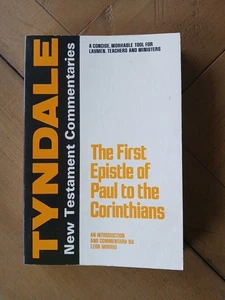 TYNDALE
New Testament Commentaries
A CONCISE, WORKABLE TOOL FOR
LAYMEN, TEACHERS AND MINISTERS
The First
Epistle of
Paul to the
Corinthians
AN INTRODUCTION
AND COMMENTARY BY
LEON MORRIS